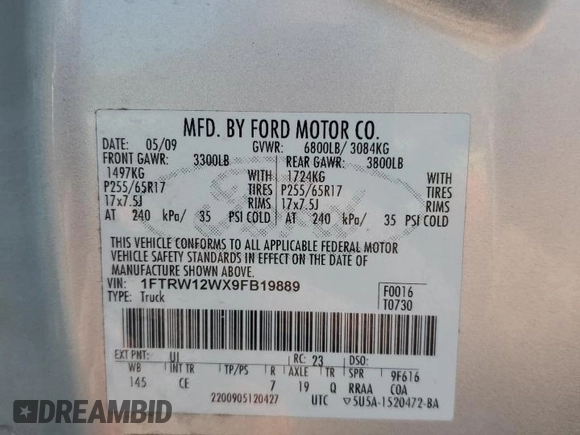 MFD. BY FORD MOTOR CO.
DATE: 05/09 GVWR: 6800LB/ 3084KG
FRONT GAWR: 3300LB REAR GAWR: 3800LB
1497KG WITH 1724KG WITH
P255/65R17 TIRES P255/65R17 TIRES
17x7.5J RIMS 17x7.5J RIMS
AT 240 kPa/ 35 PSI COLD AT 240 kPa/ 35 PSI COLD
THIS VEHICLE CONFORMS TO ALL APPLICABLE FEDERAL MOTOR
VEHICLE SAFETY STANDARDS IN EFFECT ON THE DATE OF
MANUFACTURE SHOWN ABOVE.
VIN: 1FTRW12WX9FB19889 F0016
TYPE: Truck T0730
EXT PNT: UI RC: 23 DSO:
WB INT TR TP/PS R AXLE TR SPR 9F616
145 CE 7 19 Q RRAA COA
2200905120427 UTC 5U5A-1520472-BA
Ford
DREAMBID
AUTOMOTIVE CATALOG